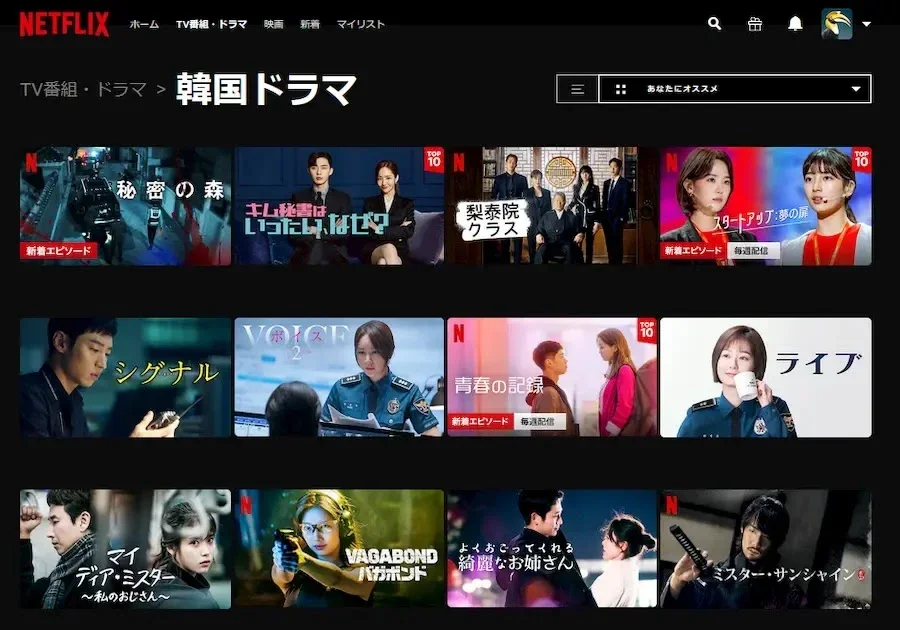 NETFLIX ホーム TV番組・ドラマ 映画 新着 マイリスト
TV番組・ドラマ > 韓国ドラマ
あなたにオススメ
N
秘密の森
新着エピソード
TOP
10
キム秘書は
いったい、なぜ?
N
梨泰院
クラス
N
TOP
10
スタートアップ:夢の扉
新着エピソード 毎週配信
シグナル
VOICE
ボイス
2
N
TOP
10
青春の記録
新着エピソード 毎週配信
ライブ
マイ
ディア・ミスター
〜私のおじさん〜
N
VAGABOND
バガボンド
よくおごってくれる
綺麗なお姉さん
N
ミスター・サンシャイン